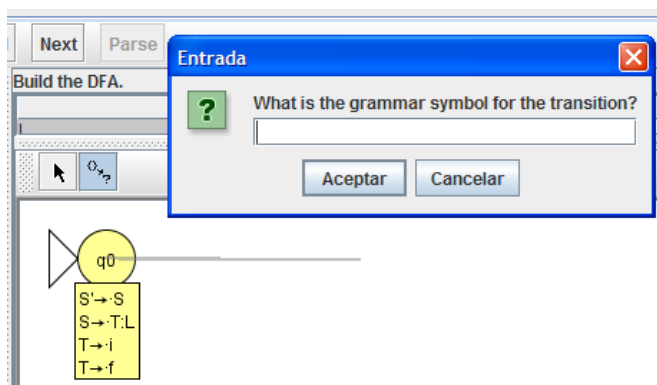 Next Parse
Entrada
Build the DFA.
?
What is the grammar symbol for the transition?
Aceptar Cancelar
q0
S'→·S
S→·T:L
T→·i
T→·f